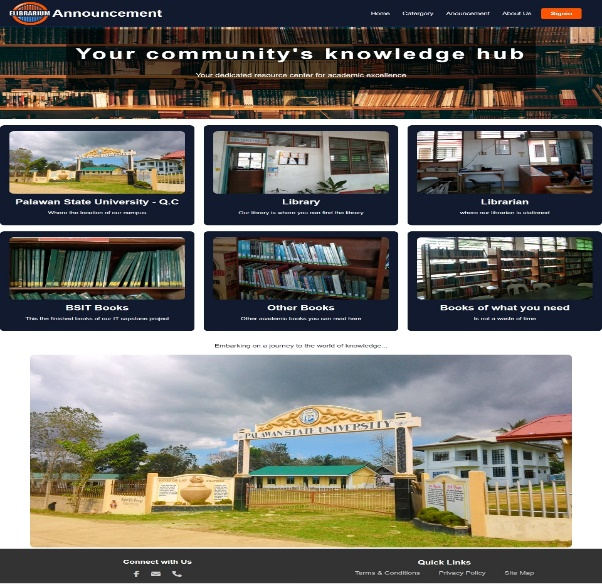 ELIBRARIUM Announcement
Home Catergory Anouncement About Us Sign in
Your community's knowledge hub
Your dedicated resource center for academic excellence
Palawan State University - Q.C
Where the location of our campus
Library
Our library is where you can find the library
Librarian
where our librarian is stationed
BSIT Books
This the finished books of our IT capstone project
Other Books
Other academic books you can read here
Books of what you need
Is not a waste of time
Embarking on a journey to the world of knowledge...
PALAWAN STATE UNIVERSITY
Connect with Us
Quick Links
Terms & Conditions Privacy Policy Site Map